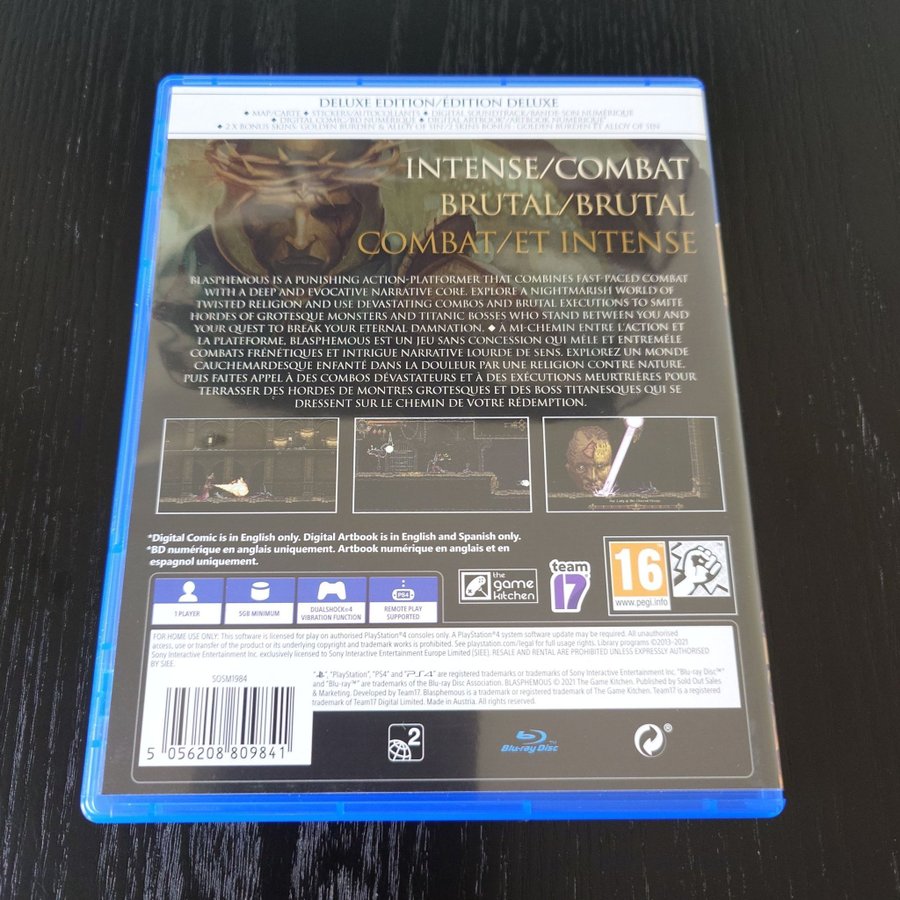 DELUXE EDITION/ÉDITION DELUXE
◆ MAP/CARTE ◆ STICKERS/AUTOCOLLANTS ◆ DIGITAL SOUNDTRACK/BANDE-SON NUMÉRIQUE
◆ DIGITAL COMIC/BD NUMÉRIQUE* ◆ DIGITAL ARTBOOK*/ARTBOOK NUMÉRIQUE*
◆ 2 X BONUS SKINS: GOLDEN BURDEN & ALLOY OF SIN/2 SKINS BONUS: GOLDEN BURDEN ET ALLOY OF SIN
INTENSE/COMBAT
BRUTAL/BRUTAL
COMBAT/ET INTENSE
BLASPHEMOUS IS A PUNISHING ACTION-PLATFORMER THAT COMBINES FAST-PACED COMBAT
WITH A DEEP AND EVOCATIVE NARRATIVE CORE. EXPLORE A NIGHTMARISH WORLD OF
TWISTED RELIGION AND USE DEVASTATING COMBOS AND BRUTAL EXECUTIONS TO SMITE
HORDES OF GROTESQUE MONSTERS AND TITANIC BOSSES WHO STAND BETWEEN YOU AND
YOUR QUEST TO BREAK YOUR ETERNAL DAMNATION. ◆ À MI-CHEMIN ENTRE L'ACTION ET
LA PLATEFORME, BLASPHEMOUS EST UN JEU SANS CONCESSION QUI MÊLE ET ENTREMÊLE
COMBATS FRÉNÉTIQUES ET INTRIGUE NARRATIVE LOURDE DE SENS. EXPLOREZ UN MONDE
CAUCHEMARDESQUE ENFANTÉ DANS LA DOULEUR PAR UNE RELIGION CONTRE NATURE,
PUIS FAITES APPEL À DES COMBOS DÉVASTATEURS ET À DES EXÉCUTIONS MEURTRIÈRES POUR
TERRASSER DES HORDES DE MONTRES GROTESQUES ET DES BOSS TITANESQUES QUI SE
DRESSENT SUR LE CHEMIN DE VOTRE RÉDEMPTION.
*Digital Comic is in English only. Digital Artbook is in English and Spanish only.
*BD numérique en anglais uniquement. Artbook numérique en anglais et en
espagnol uniquement.
1 PLAYER
5GB MINIMUM
DUALSHOCK®4
VIBRATION FUNCTION
PS4
REMOTE PLAY
SUPPORTED
the
game
kitchen
team
17
16
www.pegi.info
FOR HOME USE ONLY: This software is licensed for play on authorised PlayStation®4 consoles only. A PlayStation®4 system software update may be required. All unauthorised
access, use or transfer of the product or its underlying copyright and trademark works is prohibited. See playstation.com/legal for full usage rights. Library programs ©2013–2021
Sony Interactive Entertainment Inc. exclusively licensed to Sony Interactive Entertainment Europe Limited (SIEE). RESALE AND RENTAL ARE PROHIBITED UNLESS EXPRESSLY AUTHORISED
BY SIEE.
SOSM1984
", "PlayStation", "PS4" and "PS4" are registered trademarks or trademarks of Sony Interactive Entertainment Inc. "Blu-ray Disc™"
and "Blu-ray™" are trademarks of the Blu-ray Disc Association. BLASPHEMOUS © 2021 The Game Kitchen. Published by Sold Out Sales
& Marketing. Developed by Team17. Blasphemous is a trademark or registered trademark of The Game Kitchen. Team17 is a registered
trademark of Team17 Digital Limited. Made in Austria. All rights reserved.
5 056208 809841
2
Blu-ray Disc™